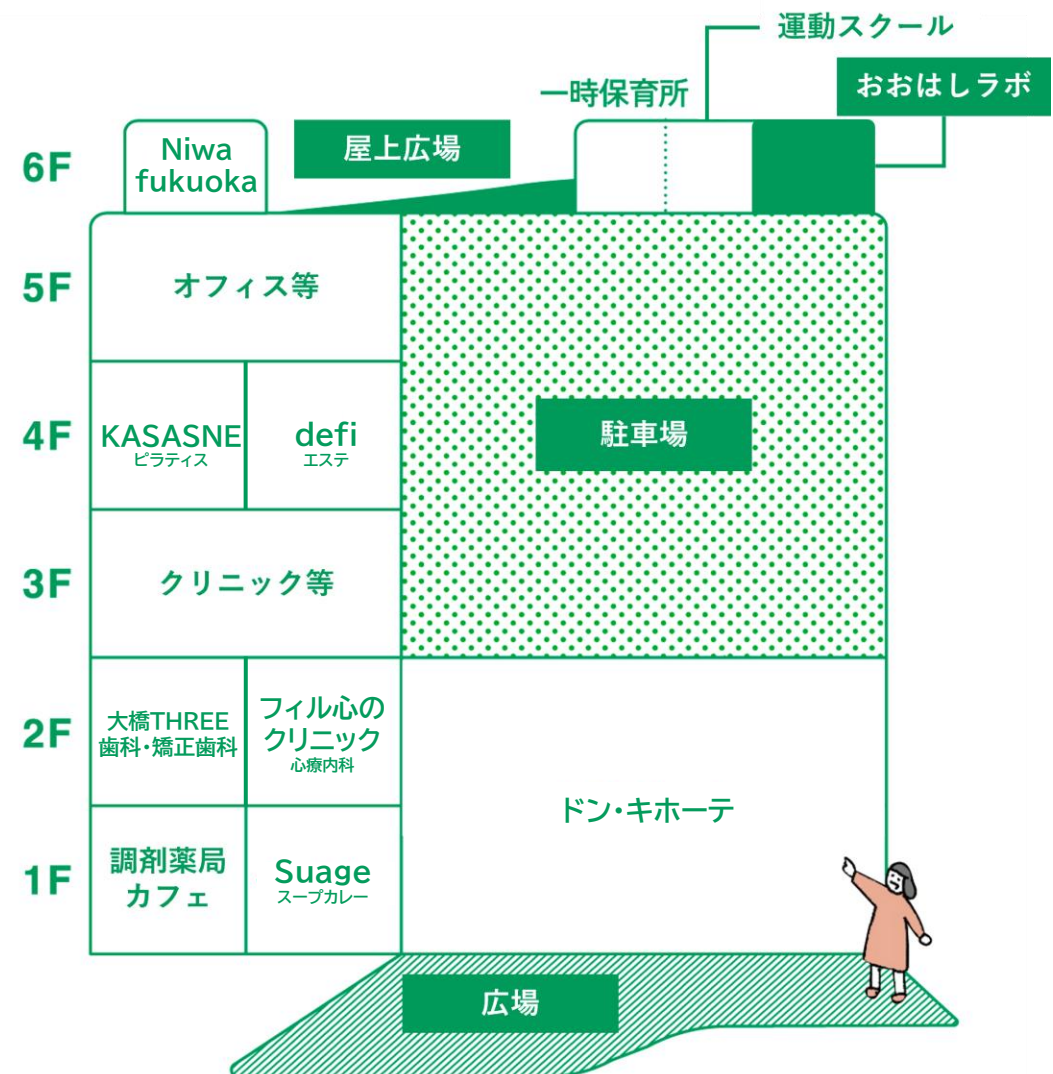 運動スクール
一時保育所
おおはしラボ
6F
Niwa
fukuoka
屋上広場
5F
オフィス等
4F
KASASNE
ピラティス
defi
エステ
駐車場
3F
クリニック等
2F
大橋THREE
歯科・矯正歯科
フィル心の
クリニック
心療内科
ドン・キホーテ
1F
調剤薬局
カフェ
Suage
スープカレー
広場